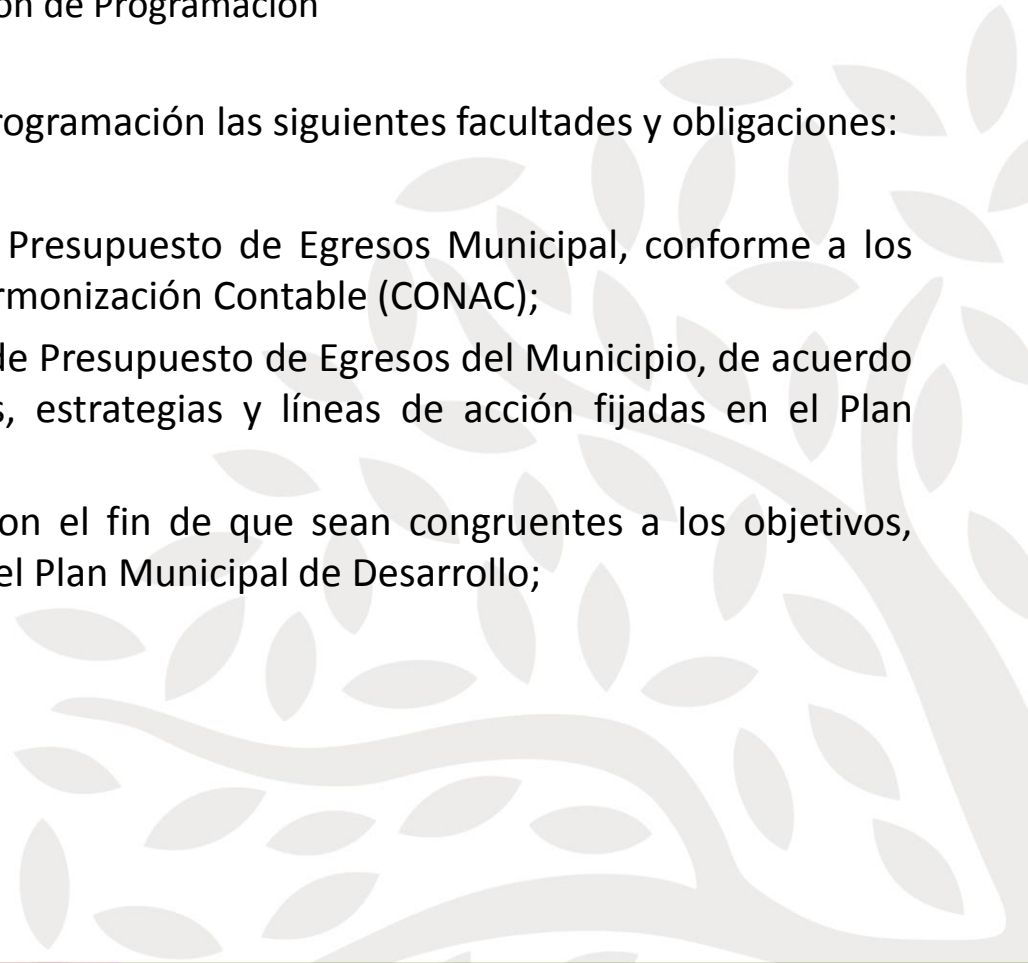 de Programación
rogramación las siguientes facultades y obligaciones:
Presupuesto de Egresos Municipal, conforme a los
rmonización Contable (CONAC);
de Presupuesto de Egresos del Municipio, de acuerdo
s, estrategias y líneas de acción fijadas en el Plan
on el fin de que sean congruentes a los objetivos,
el Plan Municipal de Desarrollo;